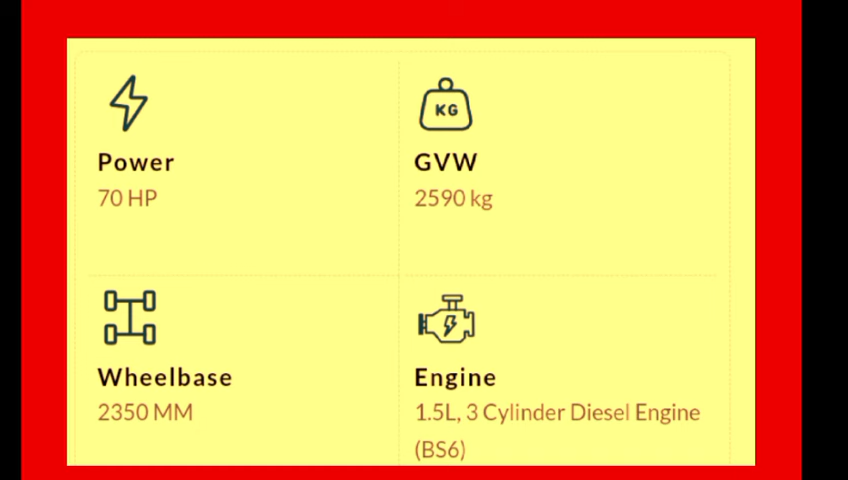 KG
Power
GVW
70 HP
2590 kg
Wheelbase
Engine
2350 MM
1.5L, 3 Cylinder Diesel Engine
(BS6)